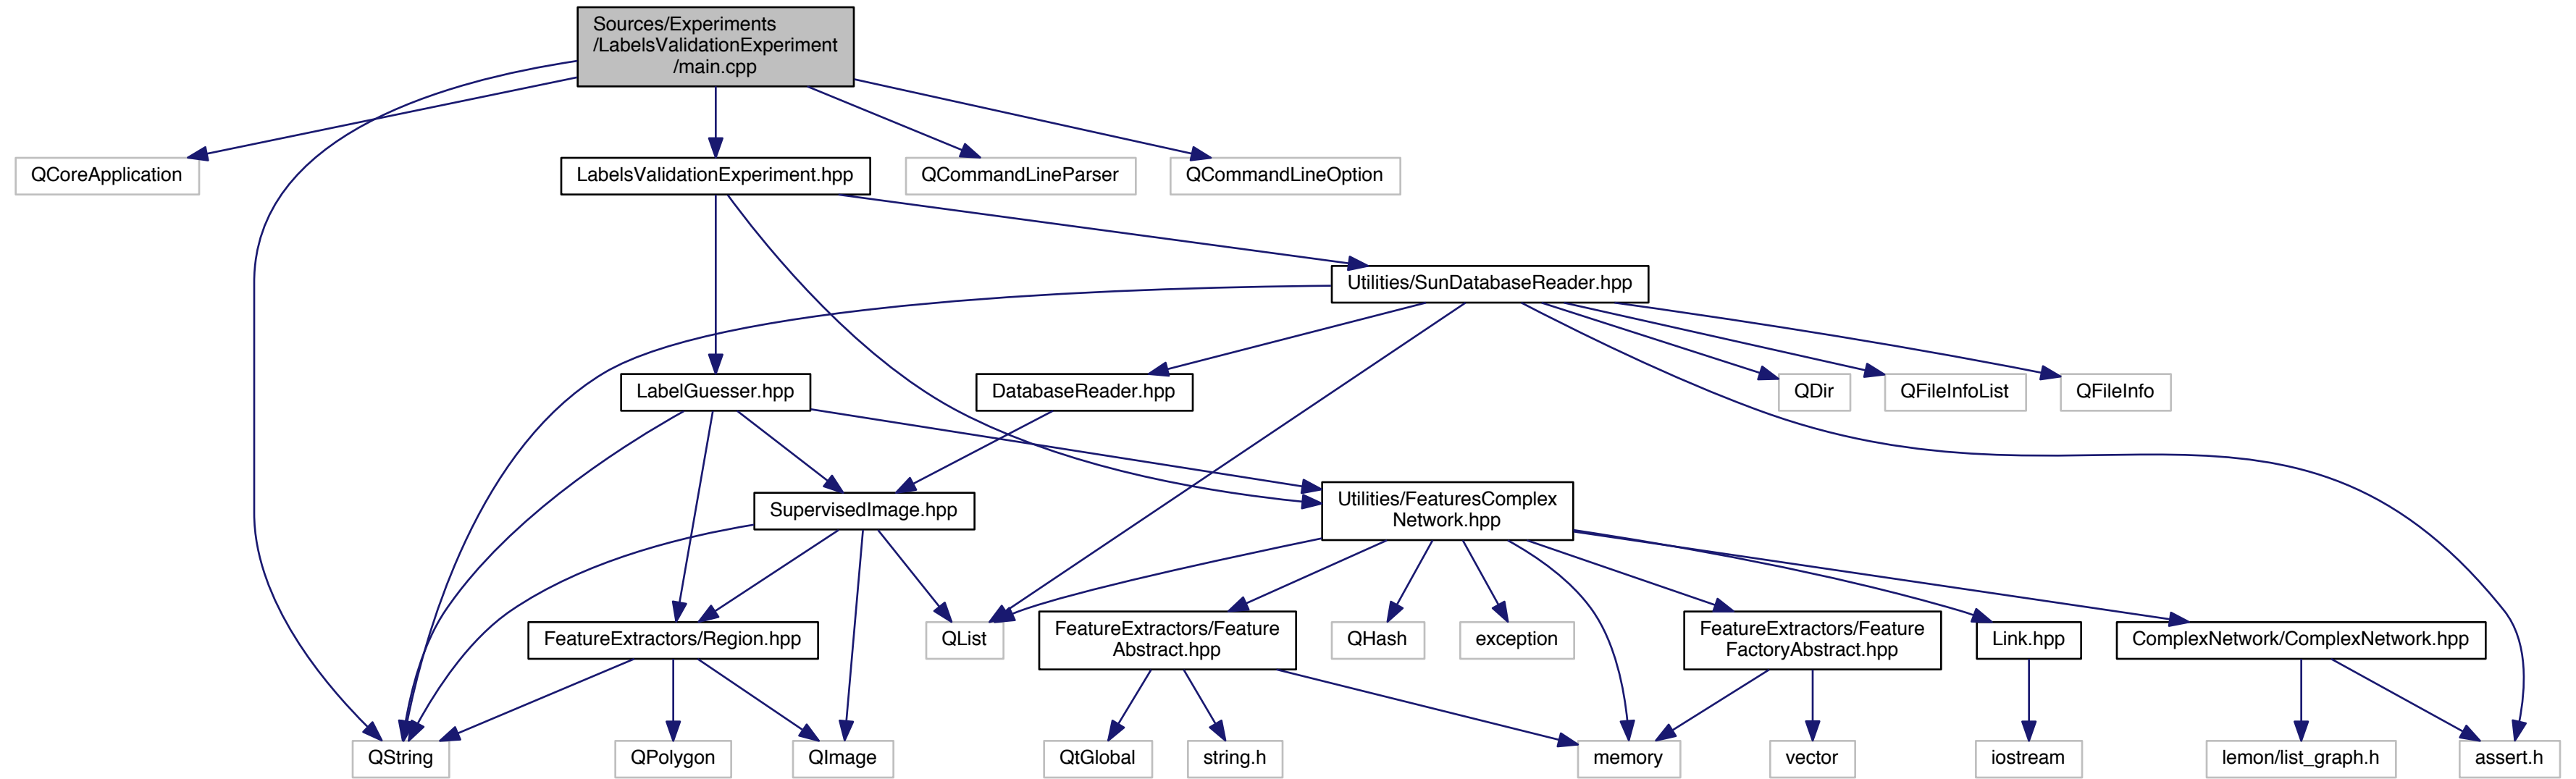 Sources/Experiments
/LabelsValidationExperiment
/main.cpp
QCoreApplication
LabelsValidationExperiment.hpp
QCommandLineParser
QCommandLineOption
Utilities/SunDatabaseReader.hpp
LabelGuesser.hpp
DatabaseReader.hpp
QDir
QFileInfoList
QFileInfo
SupervisedImage.hpp
Utilities/FeaturesComplex
Network.hpp
FeatureExtractors/Region.hpp
QList
FeatureExtractors/Feature
Abstract.hpp
QHash
exception
FeatureExtractors/Feature
FactoryAbstract.hpp
Link.hpp
ComplexNetwork/ComplexNetwork.hpp
QString
QPolygon
QImage
QtGlobal
string.h
memory
vector
iostream
lemon/list_graph.h
assert.h